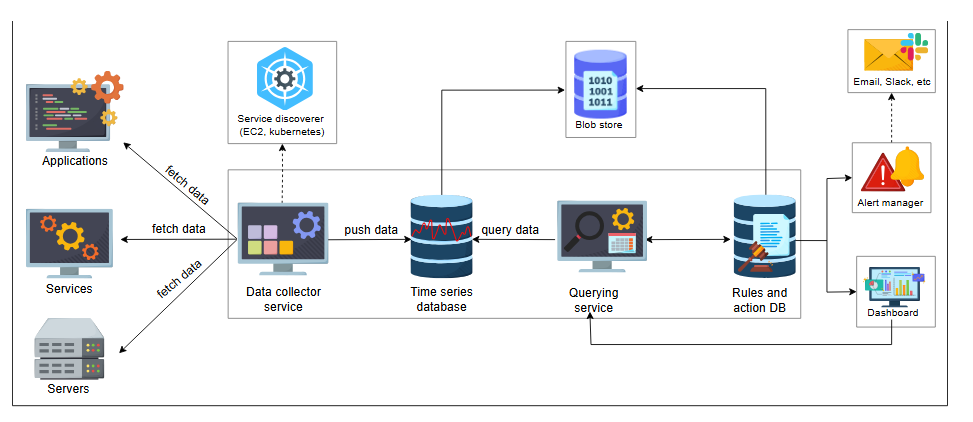 Applications
Services
Servers
fetch data
fetch data
fetch data
Service discoverer
(EC2, kubernetes)
Data collector
service
push data
Time series
database
query data
Querying
service
1010
1001
1011
Blob store
Rules and
action DB
Email, Slack, etc
Alert manager
Dashboard